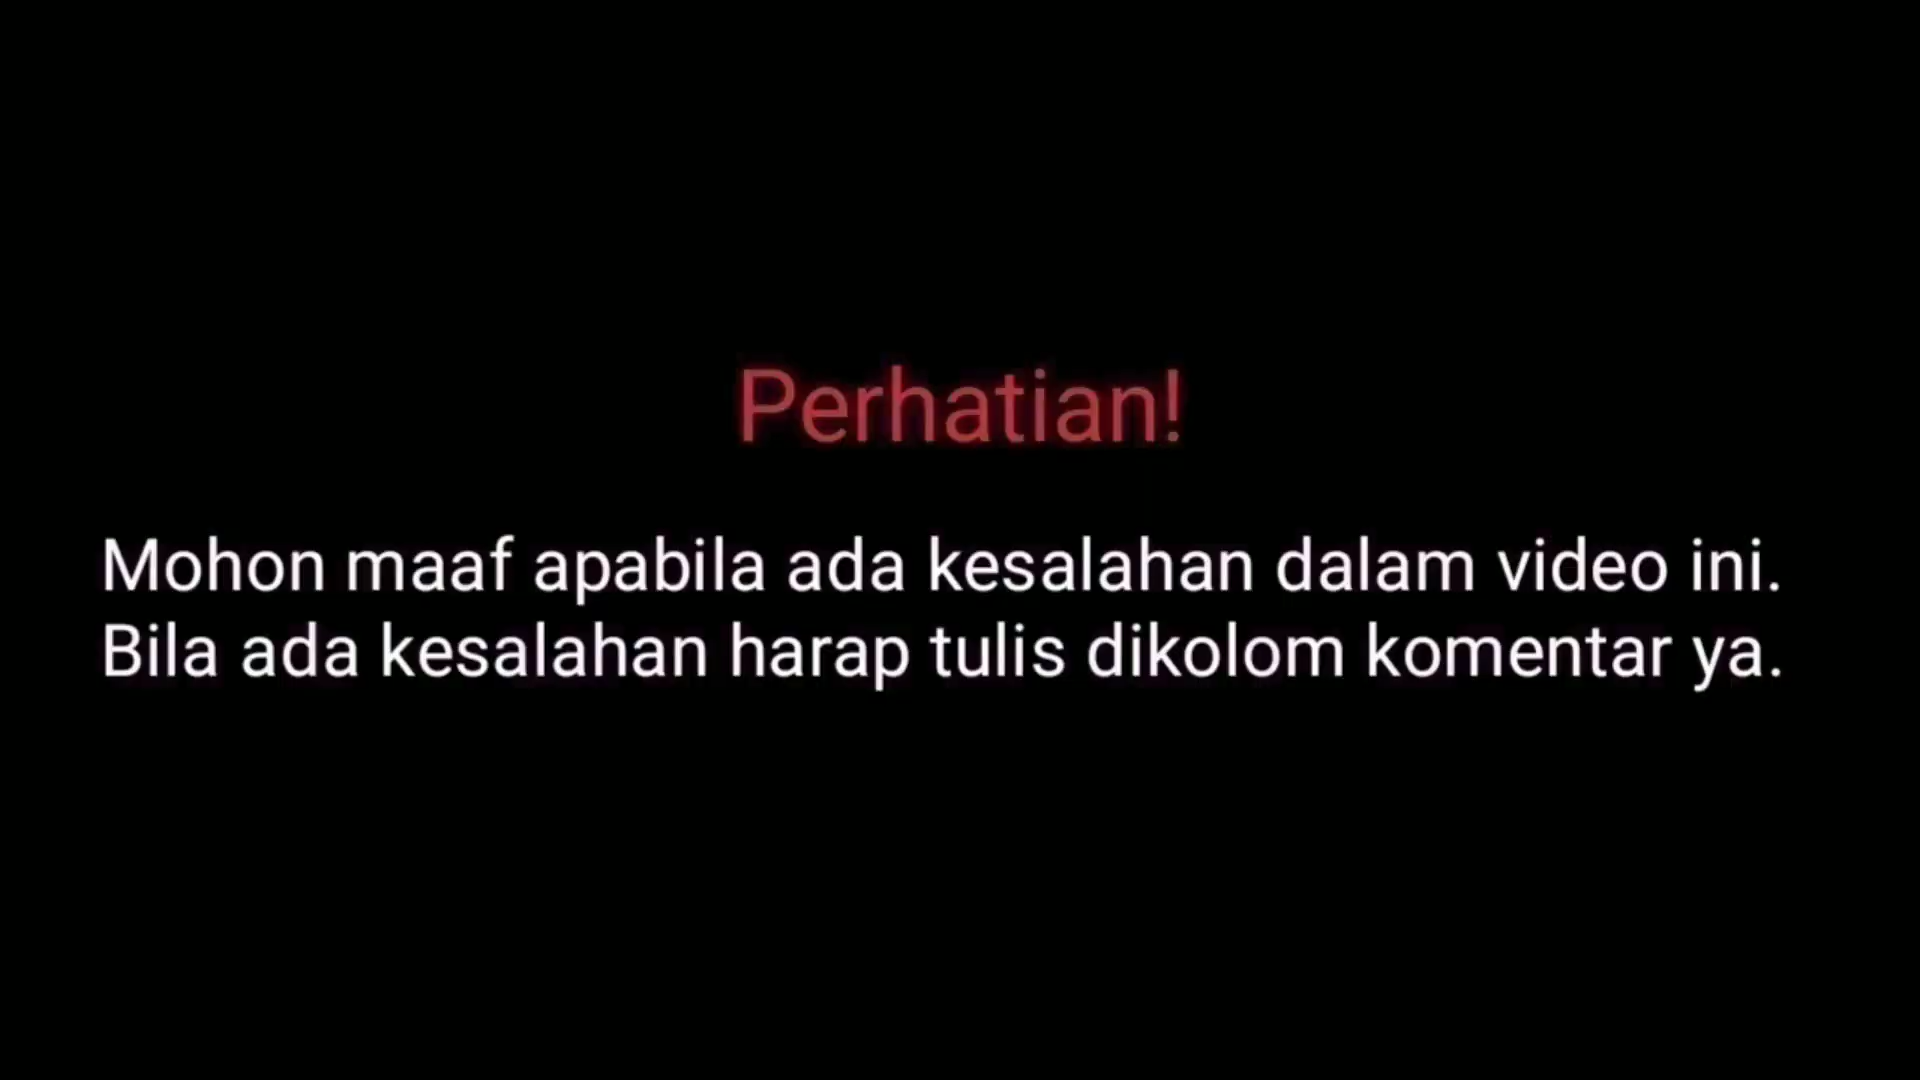 Perhatian!
Mohon maaf apabila ada kesalahan dalam video ini.
Bila ada kesalahan harap tulis dikolom komentar ya.